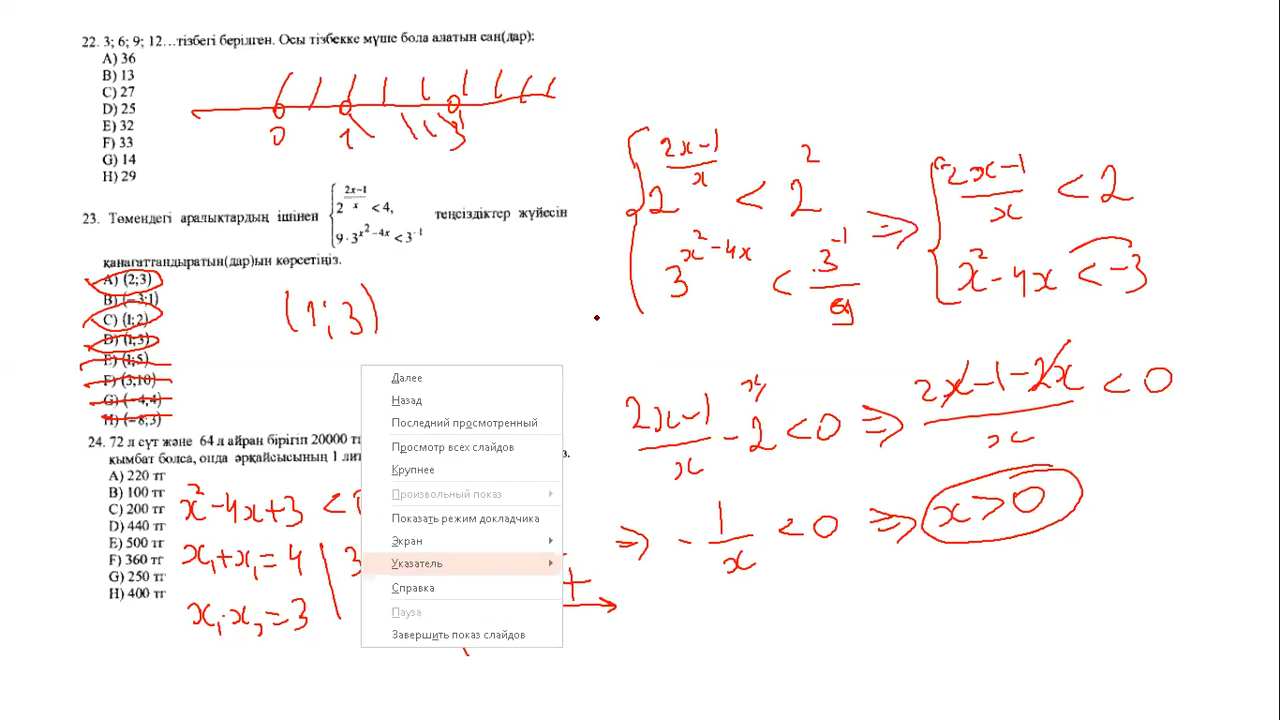 22. 3; 6; 9; 12…тізбегі берілген. Осы тізбекке мүше бола алатын сан(дар):
A) 36
B) 13
C) 27
D) 25
E) 32
F) 33
G) 14
H) 29
0 1 3
23. Төмендегі аралықтардың ішінен { 2^((2x-1)/x) < 4, 9·3^(x²-4x) < 3^(-1) теңсіздіктер жүйесін
қанағаттандыратын(дар)ын көрсетіңіз.
A) (2;3)
B) (-3;1)
C) (1;2)
D) (1;3)
E) (1;5)
F) (3;10)
G) (-4;4)
H) (-8;3)
(1;3)
24. 72 л сүт және 64 л айран бірігіп 20000 тг
қымбат болса, онда әрқайсысының 1
A) 220 тг
B) 100 тг
C) 200 тг
D) 440 тг
E) 500 тг
F) 360 тг
G) 250 тг
H) 400 тг
x²-4x+3 <
x₁+x₁=4 | 3
x₁·x₂=3
+
Далее
Назад
Последний просмотренный
Просмотр всех слайдов
Крупнее
Произвольный показ
Показать режим докладчика
Экран
Указатель
Справка
Пауза
Завершить показ слайдов
2^((2x-1)/x) < 2² => (2x-1)/x < 2
3^(x²-4x) < 3^(-1)/9 x²-4x < -3
(2x-1)/x - 2 < 0 => (2x-1-2x)/x < 0
=> -1/x < 0 => x > 0